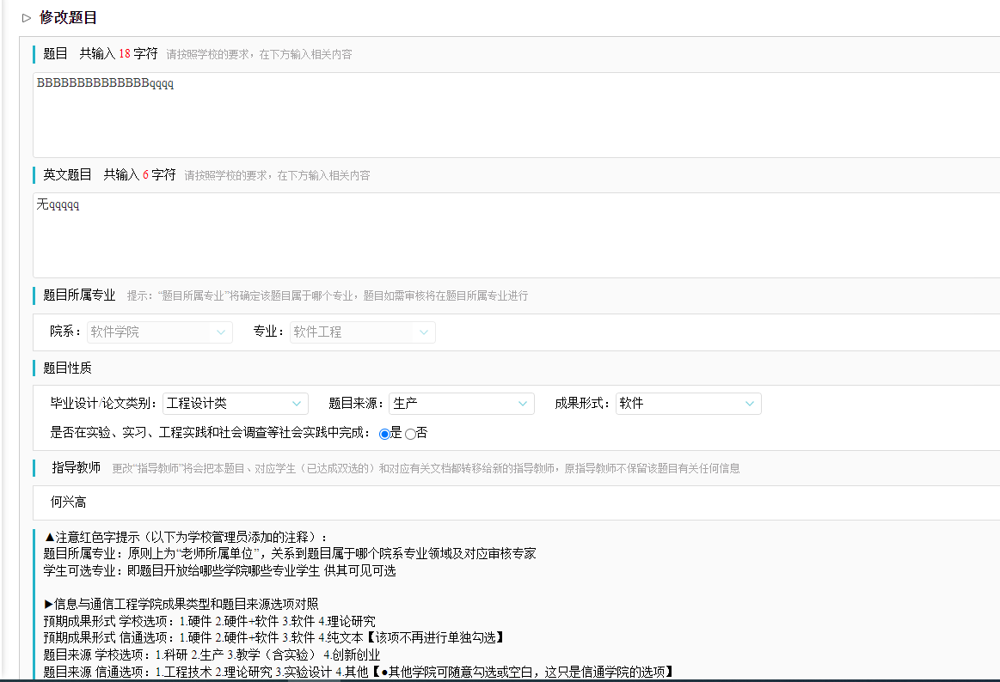 ▷ 修改题目
题目 共输入 18 字符 请按照学校的要求，在下方输入相关内容
BBBBBBBBBBBBBBqqqq
英文题目 共输入 6 字符 请按照学校的要求，在下方输入相关内容
无qqqqq
题目所属专业 提示：“题目所属专业”将确定该题目属于哪个专业，题目如需审核将在题目所属专业进行
院系： 软件学院 专业： 软件工程
题目性质
毕业设计/论文类别： 工程设计类 题目来源： 生产 成果形式： 软件
是否在实验、实习、工程实践和社会调查等社会实践中完成： 是 否
指导教师 更改“指导教师”将会把本题目、对应学生（已达成双选的）和对应有关文档都转移给新的指导教师，原指导教师不保留该题目有关任何信息
何兴高
▲注意红色字提示（以下为学校管理员添加的注释）：
题目所属专业：原则上为“老师所属单位”，关系到题目属于哪个院系专业领域及对应审核专家
学生可选专业：即题目开放给哪些学院哪些专业学生 供其可见可选
▶信息与通信工程学院成果类型和题目来源选项对照
预期成果形式 学校选项：1.硬件 2.硬件+软件 3.软件 4.理论研究
预期成果形式 信通选项：1.硬件 2.硬件+软件 3.软件 4.纯文本【该项不再进行单独勾选】
题目来源 学校选项：1.科研 2.生产 3.教学（含实验） 4.创新创业
题目来源 信通选项：1.工程技术 2.理论研究 3.实验设计 4.其他【●其他学院可随意勾选或空白，这只是信通学院的选项】